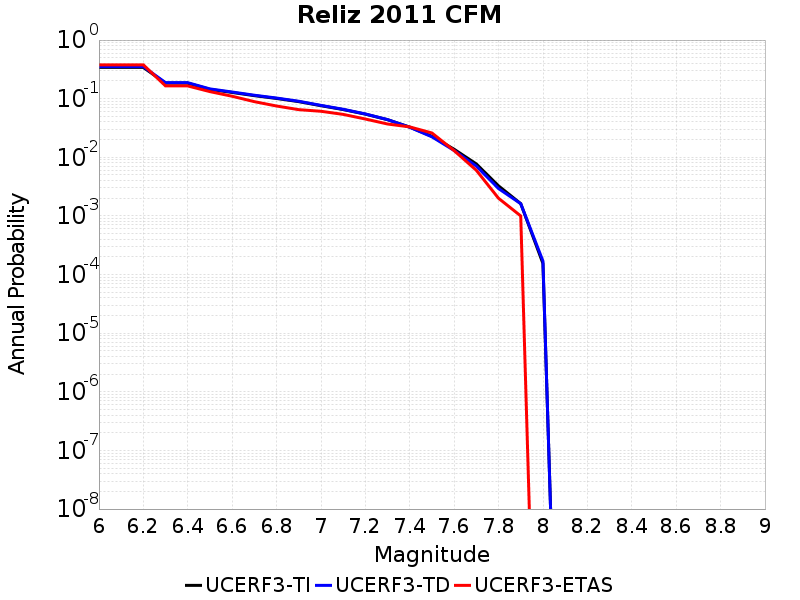 Reliz 2011 CFM
Annual Probability
10^0
10^-1
10^-2
10^-3
10^-4
10^-5
10^-6
10^-7
10^-8
6 6.2 6.4 6.6 6.8 7 7.2 7.4 7.6 7.8 8 8.2 8.4 8.6 8.8 9
Magnitude
UCERF3-TI UCERF3-TD UCERF3-ETAS